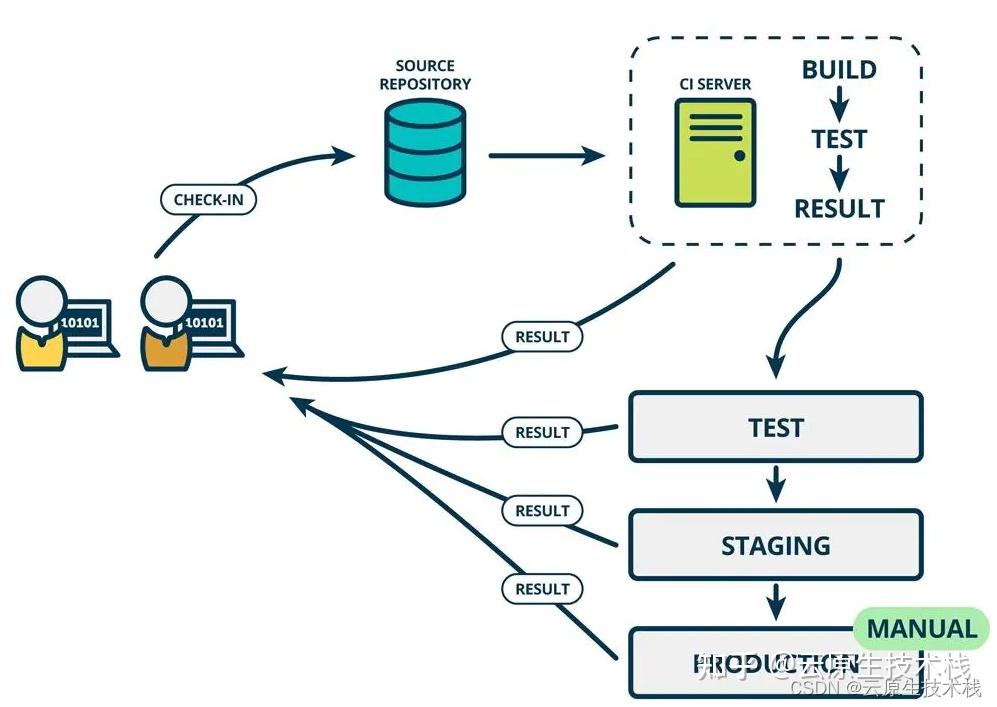 SOURCE
REPOSITORY
CI SERVER
BUILD
TEST
RESULT
CHECK-IN
10101
10101
RESULT
RESULT
TEST
RESULT
STAGING
RESULT
MANUAL
PRODUCTION
知乎 @云原生技术栈
CSDN @云原生技术栈